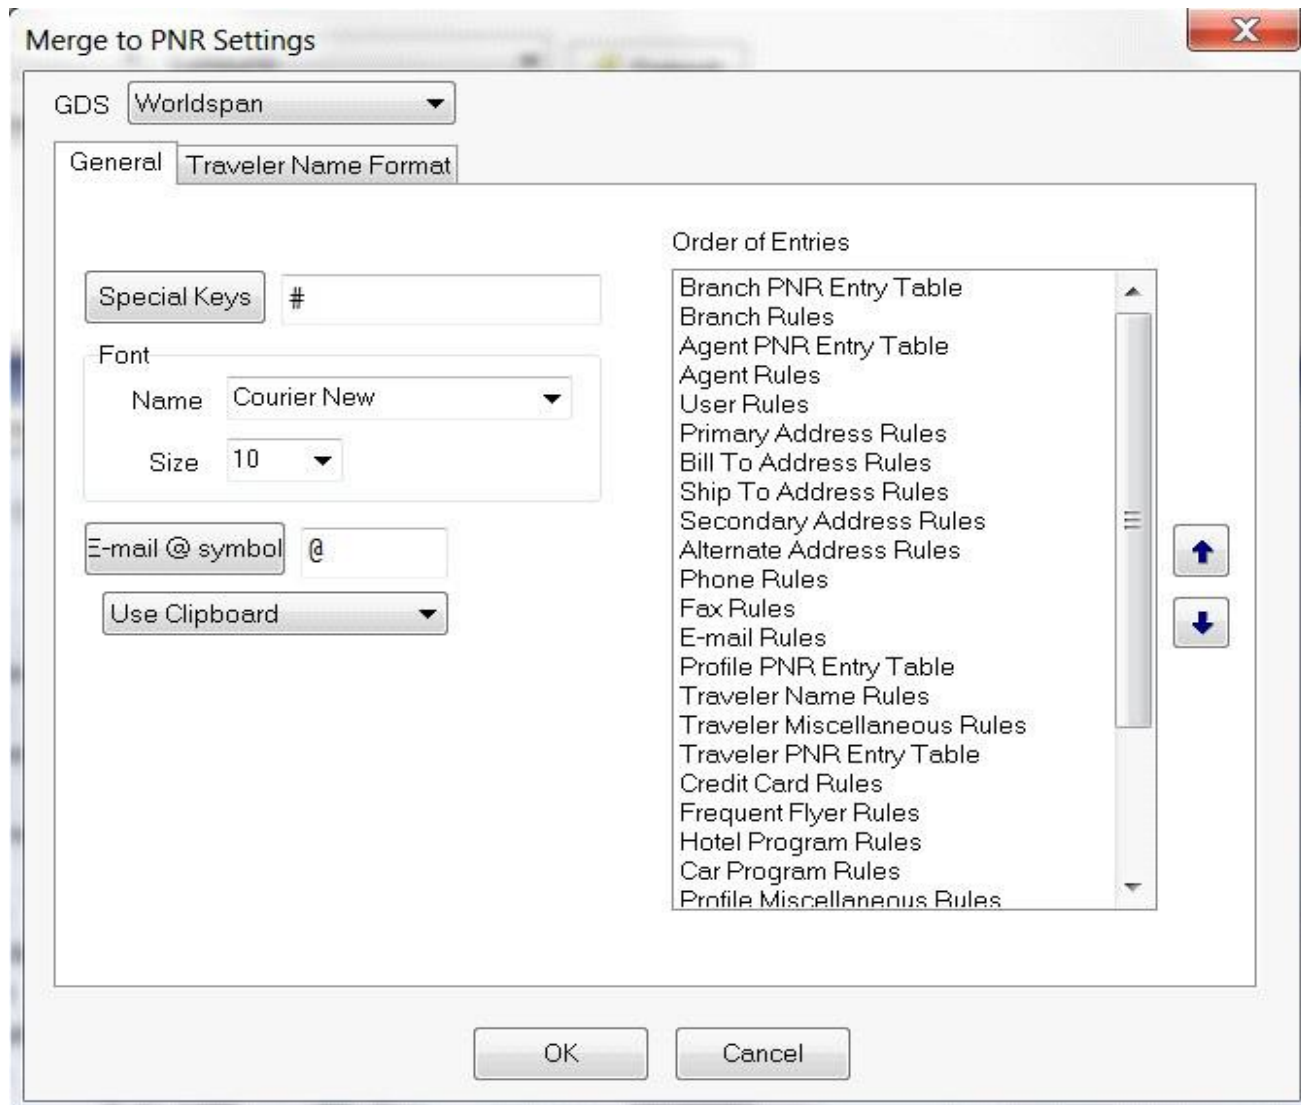 Merge to PNR Settings
GDS Worldspan
General Traveler Name Format
Special Keys #
Font
Name Courier New
Size 10
E-mail @ symbol @
Use Clipboard
Order of Entries
Branch PNR Entry Table
Branch Rules
Agent PNR Entry Table
Agent Rules
User Rules
Primary Address Rules
Bill To Address Rules
Ship To Address Rules
Secondary Address Rules
Alternate Address Rules
Phone Rules
Fax Rules
E-mail Rules
Profile PNR Entry Table
Traveler Name Rules
Traveler Miscellaneous Rules
Traveler PNR Entry Table
Credit Card Rules
Frequent Flyer Rules
Hotel Program Rules
Car Program Rules
Profile Miscellaneous Rules
OK Cancel